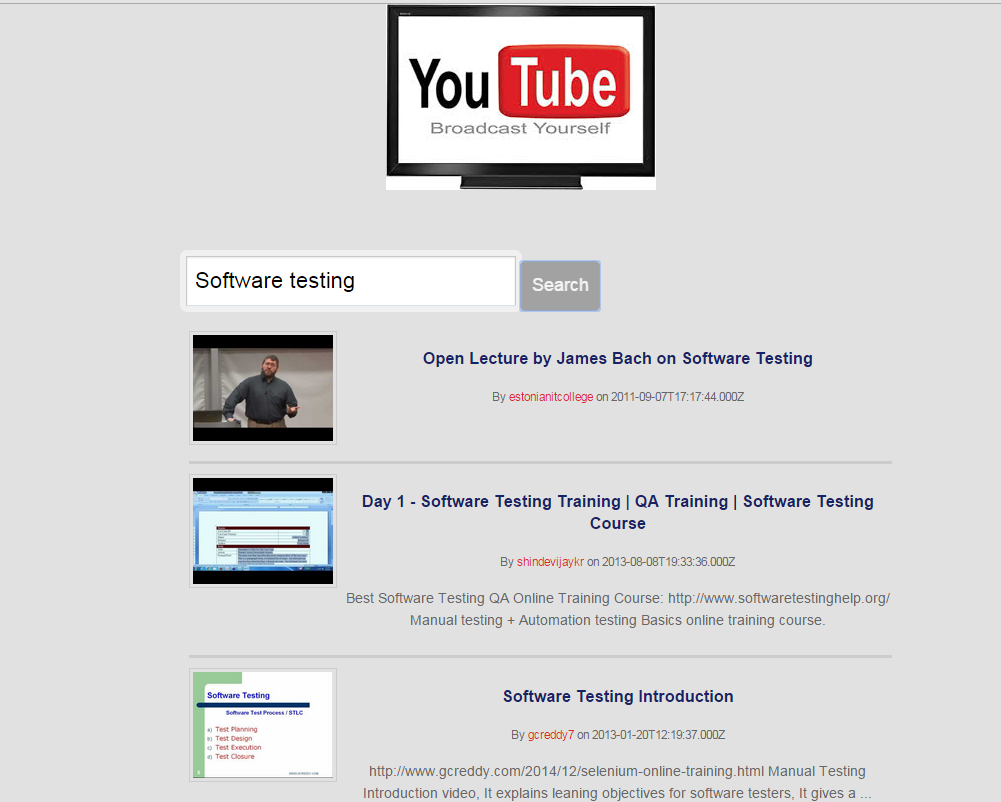 You Tube
Broadcast Yourself
Software testing
Search
Open Lecture by James Bach on Software Testing
By estonianitcollege on 2011-09-07T17:17:44.000Z
Day 1 - Software Testing Training | QA Training | Software Testing
Course
By shindevijaykr on 2013-08-08T19:33:36.000Z
Best Software Testing QA Online Training Course: http://www.softwaretestinghelp.org/
Manual testing + Automation testing Basics online training course.
Software Testing
Software Test Process / STLC
a) Test Planning
b) Test Design
c) Test Execution
d) Test Closure
WWW.GCREDDY.COM
Software Testing Introduction
By gcreddy7 on 2013-01-20T12:19:37.000Z
http://www.gcreddy.com/2014/12/selenium-online-training.html Manual Testing
Introduction video, It explains leaning objectives for software testers, It gives a ...